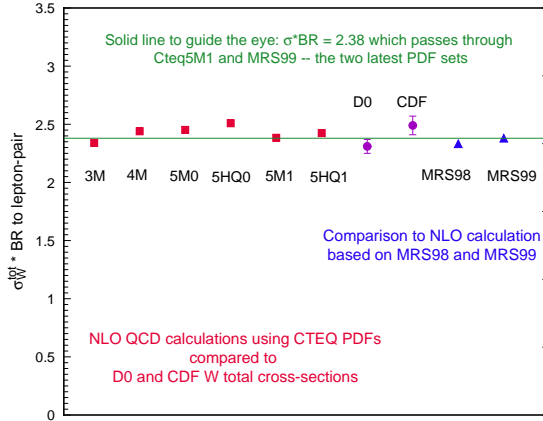 3.5
Solid line to guide the eye: σ*BR = 2.38 which passes through
Cteq5M1 and MRS99 -- the two latest PDF sets
3
D0 CDF
2.5
3M 4M 5M0 5HQ0 5M1 5HQ1 MRS98 MRS99
2
Comparison to NLO calculation
based on MRS98 and MRS99
1.5
σ_W^tot * BR to lepton-pair
1
NLO QCD calculations using CTEQ PDFs
compared to
D0 and CDF W total cross-sections
0.5
0